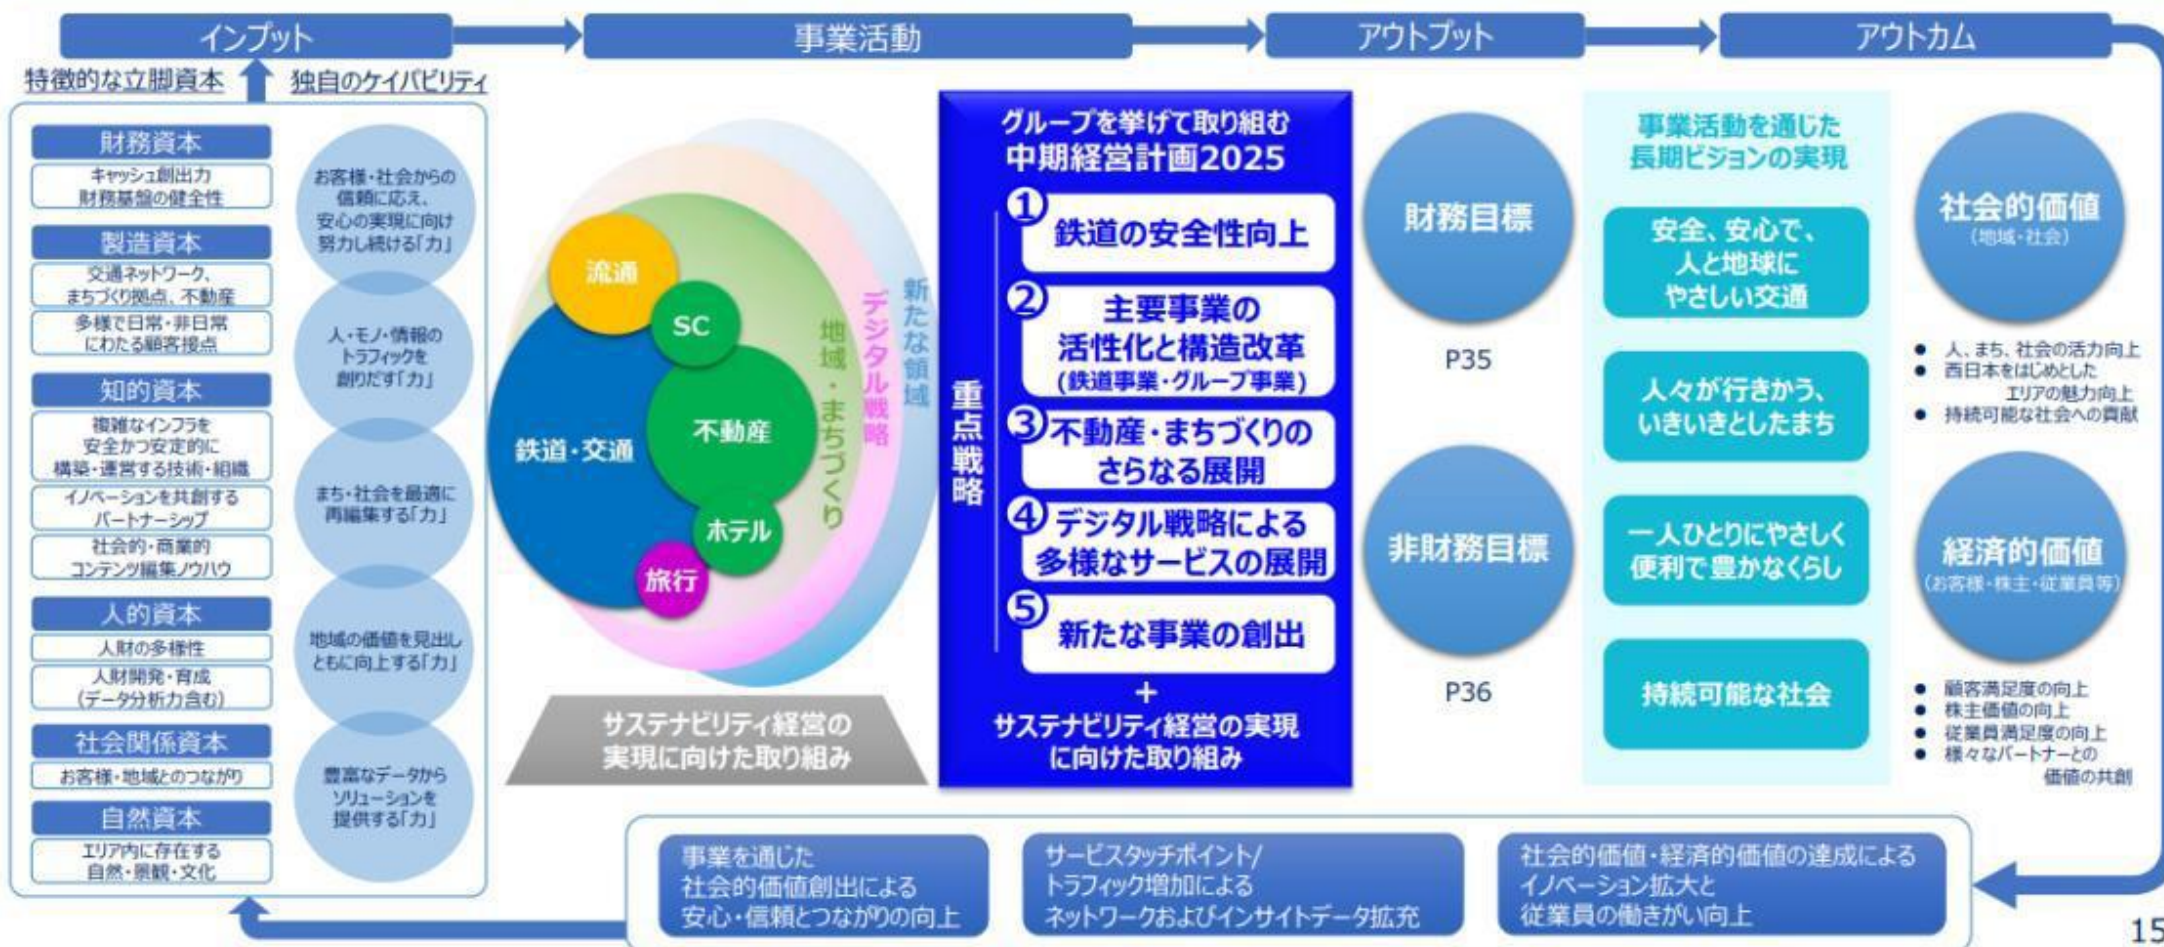 インプット
事業活動
アウトプット
アウトカム
特徴的な立脚資本
独自のケイパビリティ
財務資本
キャッシュ創出力
財務基盤の健全性
製造資本
交通ネットワーク、
まちづくり拠点、不動産
多様で日常・非日常
にわたる顧客接点
知的資本
複雑なインフラを
安全かつ安定的に
構築・運営する技術・組織
イノベーションを共創する
パートナーシップ
社会的・商業的
コンテンツ編集ノウハウ
人的資本
人財の多様性
人財開発・育成
(データ分析力含む)
社会関係資本
お客様・地域とのつながり
自然資本
エリア内に存在する
自然・景観・文化
お客様・社会からの
信頼に応え、
安心の実現に向け
努力し続ける「力」
人・モノ・情報の
トラフィックを
創りだす「力」
まち・社会を最適に
再編集する「力」
地域の価値を見出し
ともに向上する「力」
豊富なデータから
ソリューションを
提供する「力」
流通
SC
鉄道・交通
不動産
ホテル
旅行
地域・まちづくり
デジタル戦略
新たな領域
サステナビリティ経営の
実現に向けた取り組み
グループを挙げて取り組む
中期経営計画2025
重点戦略
①
鉄道の安全性向上
②
主要事業の
活性化と構造改革
(鉄道事業・グループ事業)
③
不動産・まちづくりの
さらなる展開
④
デジタル戦略による
多様なサービスの展開
⑤
新たな事業の創出
+
サステナビリティ経営の実現
に向けた取り組み
財務目標
P35
非財務目標
P36
事業活動を通じた
長期ビジョンの実現
安全、安心で、
人と地球に
やさしい交通
人々が行きかう、
いきいきとしたまち
一人ひとりにやさしく
便利で豊かなくらし
持続可能な社会
社会的価値
(地域・社会)
● 人、まち、社会の活力向上
● 西日本をはじめとした
エリアの魅力向上
● 持続可能な社会への貢献
経済的価値
(お客様・株主・従業員等)
● 顧客満足度の向上
● 株主価値の向上
● 従業員満足度の向上
● 様々なパートナーとの
価値の共創
事業を通じた
社会的価値創出による
安心・信頼とつながりの向上
サービスタッチポイント/
トラフィック増加による
ネットワークおよびインサイトデータ拡充
社会的価値・経済的価値の達成による
イノベーション拡大と
従業員の働きがい向上
15